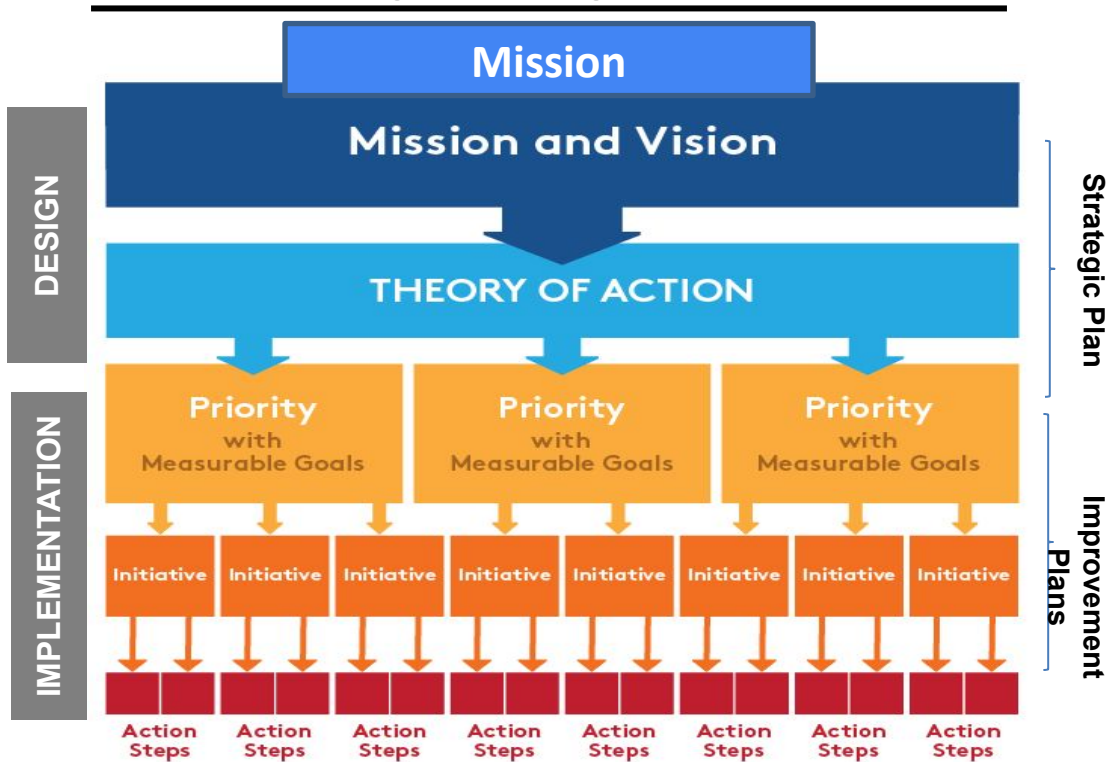 Mission
Mission and Vision
DESIGN
Strategic Plan
THEORY OF ACTION
Priority
with
Measurable Goals
Priority
with
Measurable Goals
Priority
with
Measurable Goals
IMPLEMENTATION
Improvement
Plans
Initiative
Initiative
Initiative
Initiative
Initiative
Initiative
Initiative
Initiative
Action
Steps
Action
Steps
Action
Steps
Action
Steps
Action
Steps
Action
Steps
Action
Steps
Action
Steps